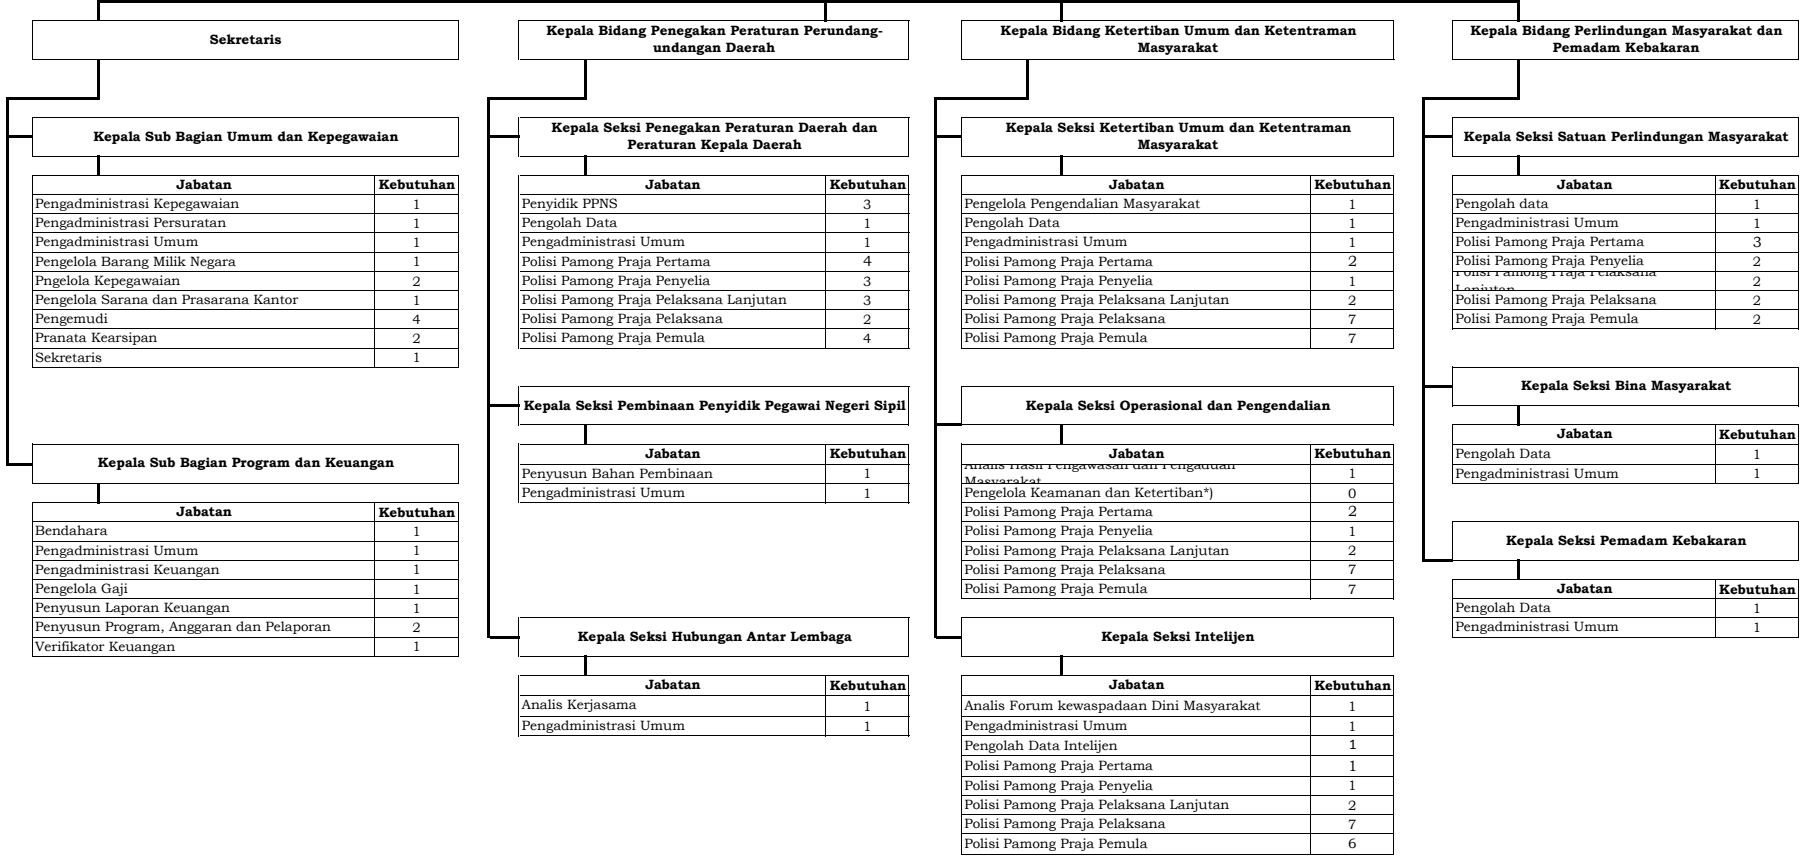 Sekretaris
Kepala Sub Bagian Umum dan Kepegawaian
Jabatan Kebutuhan
Pengadministrasi Kepegawaian 1
Pengadministrasi Persuratan 1
Pengadministrasi Umum 1
Pengelola Barang Milik Negara 1
Pngelola Kepegawaian 2
Pengelola Sarana dan Prasarana Kantor 1
Pengemudi 4
Pranata Kearsipan 2
Sekretaris 1
Kepala Sub Bagian Program dan Keuangan
Jabatan Kebutuhan
Bendahara 1
Pengadministrasi Umum 1
Pengadministrasi Keuangan 1
Pengelola Gaji 1
Penyusun Laporan Keuangan 1
Penyusun Program, Anggaran dan Pelaporan 2
Verifikator Keuangan 1
Kepala Bidang Penegakan Peraturan Perundang-
undangan Daerah
Kepala Seksi Penegakan Peraturan Daerah dan
Peraturan Kepala Daerah
Jabatan Kebutuhan
Penyidik PPNS 3
Pengolah Data 1
Pengadministrasi Umum 1
Polisi Pamong Praja Pertama 4
Polisi Pamong Praja Penyelia 3
Polisi Pamong Praja Pelaksana Lanjutan 3
Polisi Pamong Praja Pelaksana 2
Polisi Pamong Praja Pemula 4
Kepala Seksi Pembinaan Penyidik Pegawai Negeri Sipil
Jabatan Kebutuhan
Penyusun Bahan Pembinaan 1
Pengadministrasi Umum 1
Kepala Seksi Hubungan Antar Lembaga
Jabatan Kebutuhan
Analis Kerjasama 1
Pengadministrasi Umum 1
Kepala Bidang Ketertiban Umum dan Ketentraman
Masyarakat
Kepala Seksi Ketertiban Umum dan Ketentraman
Masyarakat
Jabatan Kebutuhan
Pengelola Pengendalian Masyarakat 1
Pengolah Data 1
Pengadministrasi Umum 1
Polisi Pamong Praja Pertama 2
Polisi Pamong Praja Penyelia 1
Polisi Pamong Praja Pelaksana Lanjutan 2
Polisi Pamong Praja Pelaksana 7
Polisi Pamong Praja Pemula 7
Kepala Seksi Operasional dan Pengendalian
Jabatan Kebutuhan
Analis Hasil Pengawasan dan Pengaduan
Masyarakat 1
Pengelola Keamanan dan Ketertiban*) 0
Polisi Pamong Praja Pertama 2
Polisi Pamong Praja Penyelia 1
Polisi Pamong Praja Pelaksana Lanjutan 2
Polisi Pamong Praja Pelaksana 7
Polisi Pamong Praja Pemula 7
Kepala Seksi Intelijen
Jabatan Kebutuhan
Analis Forum kewaspadaan Dini Masyarakat 1
Pengadministrasi Umum 1
Pengolah Data Intelijen 1
Polisi Pamong Praja Pertama 1
Polisi Pamong Praja Penyelia 1
Polisi Pamong Praja Pelaksana Lanjutan 2
Polisi Pamong Praja Pelaksana 7
Polisi Pamong Praja Pemula 6
Kepala Bidang Perlindungan Masyarakat dan
Pemadam Kebakaran
Kepala Seksi Satuan Perlindungan Masyarakat
Jabatan Kebutuhan
Pengolah data 1
Pengadministrasi Umum 1
Polisi Pamong Praja Pertama 3
Polisi Pamong Praja Penyelia 2
Polisi Pamong Praja Pelaksana
Lanjutan 2
Polisi Pamong Praja Pelaksana 2
Polisi Pamong Praja Pemula 2
Kepala Seksi Bina Masyarakat
Jabatan Kebutuhan
Pengolah Data 1
Pengadministrasi Umum 1
Kepala Seksi Pemadam Kebakaran
Jabatan Kebutuhan
Pengolah Data 1
Pengadministrasi Umum 1